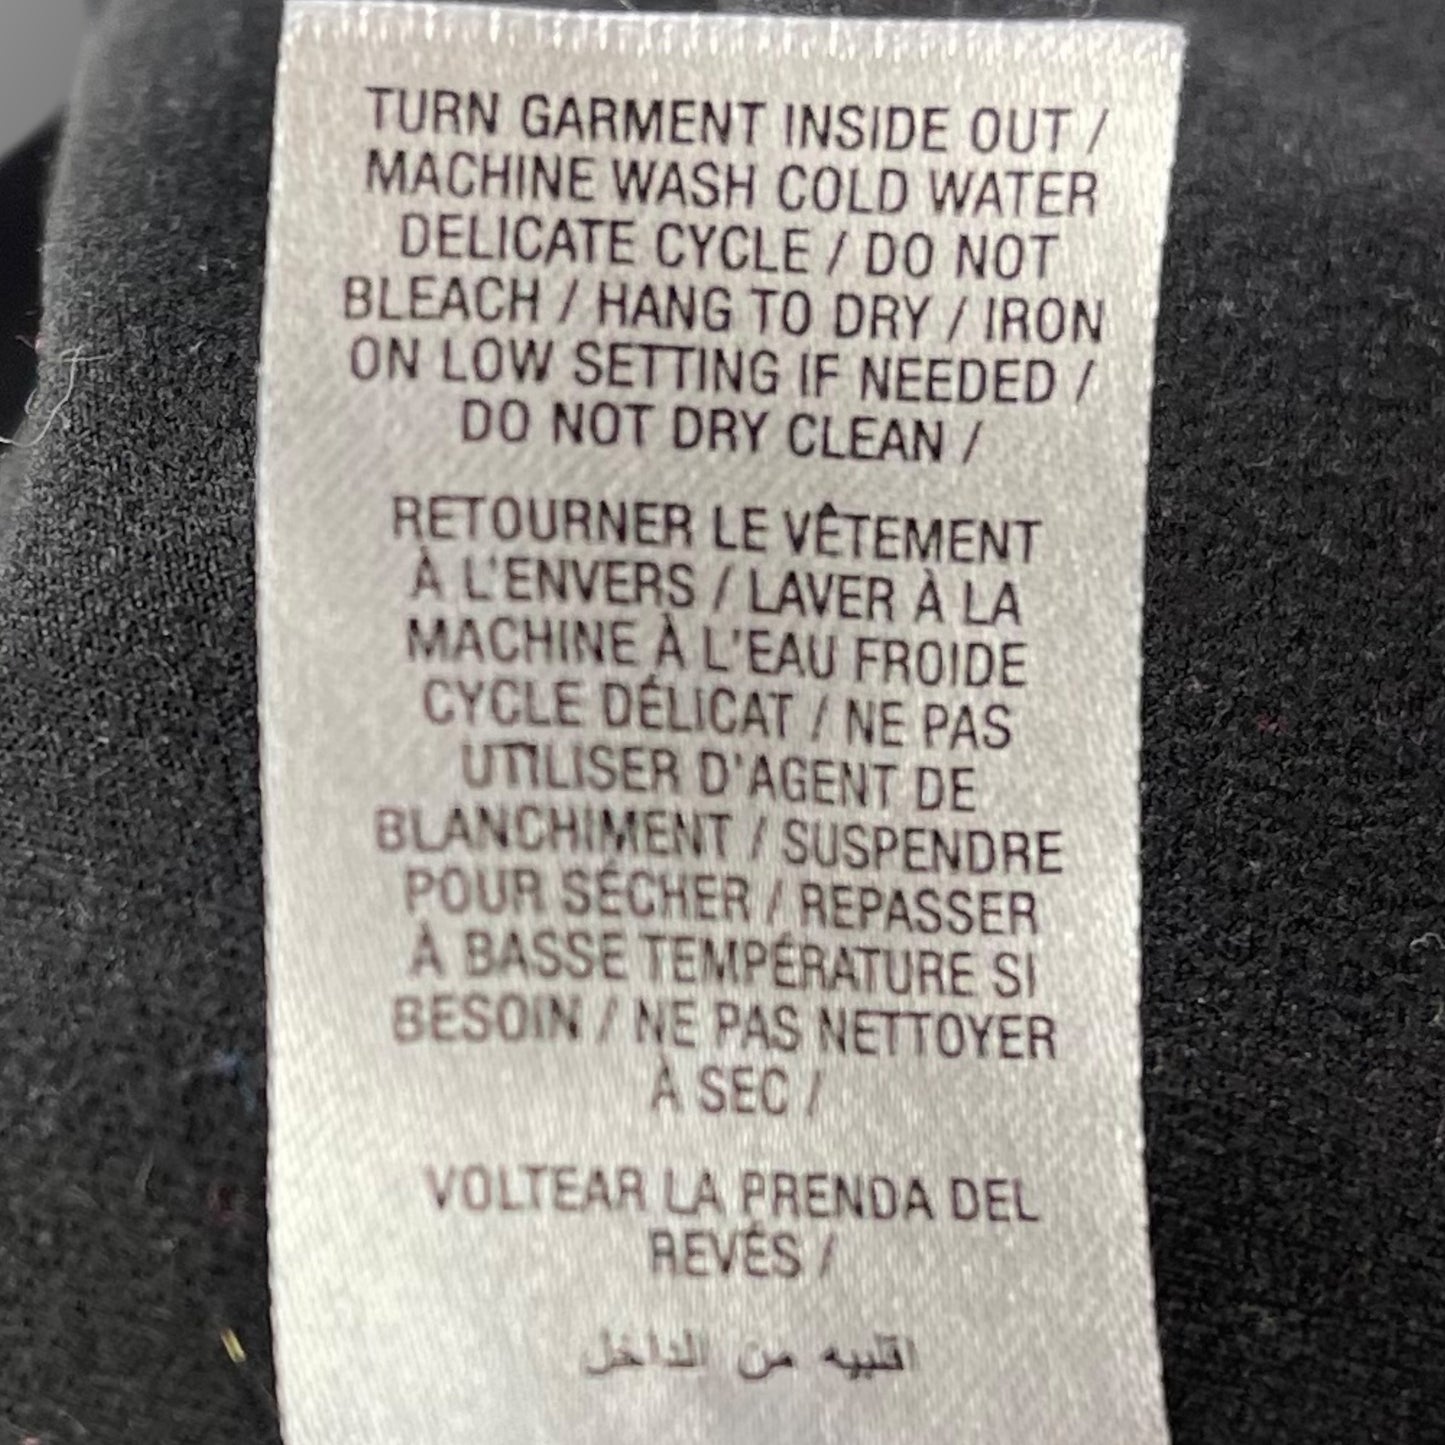 TURN GARMENT INSIDE OUT /
MACHINE WASH COLD WATER
DELICATE CYCLE / DO NOT
BLEACH / HANG TO DRY / IRON
ON LOW SETTING IF NEEDED /
DO NOT DRY CLEAN /
RETOURNER LE VÊTEMENT
À L'ENVERS / LAVER À LA
MACHINE À L'EAU FROIDE
CYCLE DÉLICAT / NE PAS
UTILISER D'AGENT DE
BLANCHIMENT / SUSPENDRE
POUR SÉCHER / REPASSER
À BASSE TEMPÉRATURE SI
BESOIN / NE PAS NETTOYER
À SEC /
VOLTEAR LA PRENDA DEL
REVÉS /
اقلبيه من الداخل